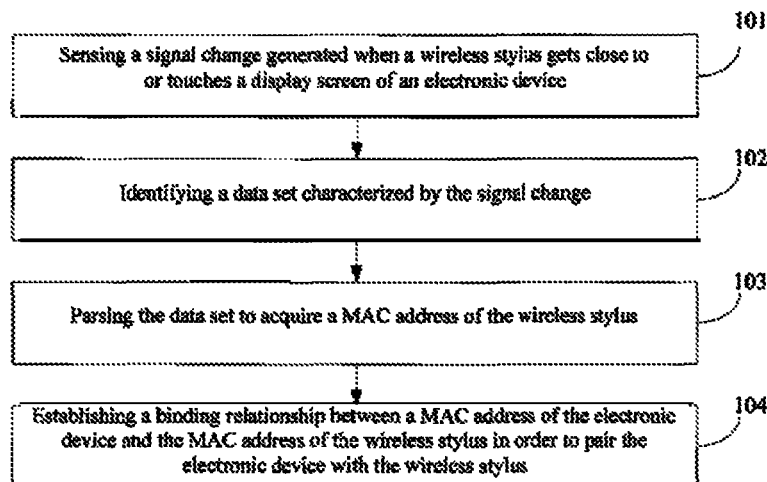 101
Sensing a signal change generated when a wireless stylus gets close to
or touches a display screen of an electronic device
102
Identifying a data set characterized by the signal change
103
Parsing the data set to acquire a MAC address of the wireless stylus
104
Establishing a binding relationship between a MAC address of the electronic
device and the MAC address of the wireless stylus in order to pair the
electronic device with the wireless stylus